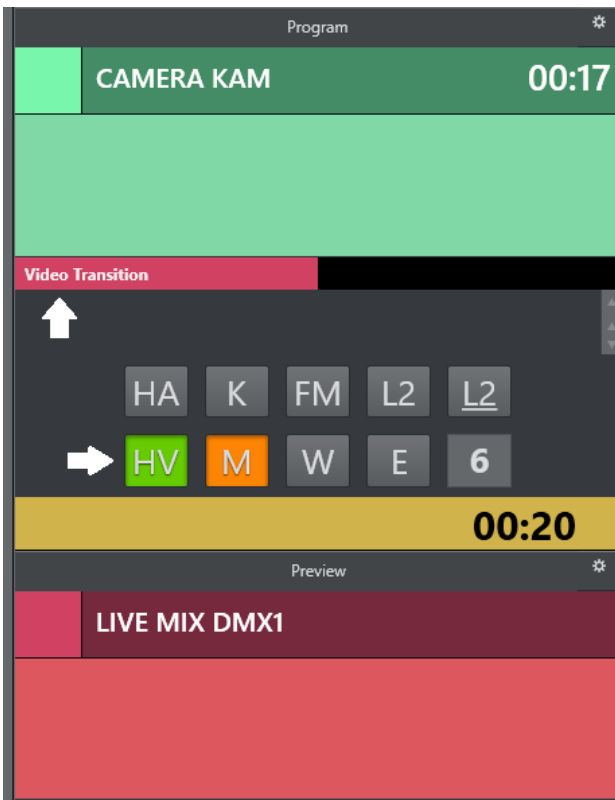 Program
CAMERA KAM 00:17
Video Transition
HA K FM L2 L2
HV M W E 6
00:20
Preview
LIVE MIX DMX1